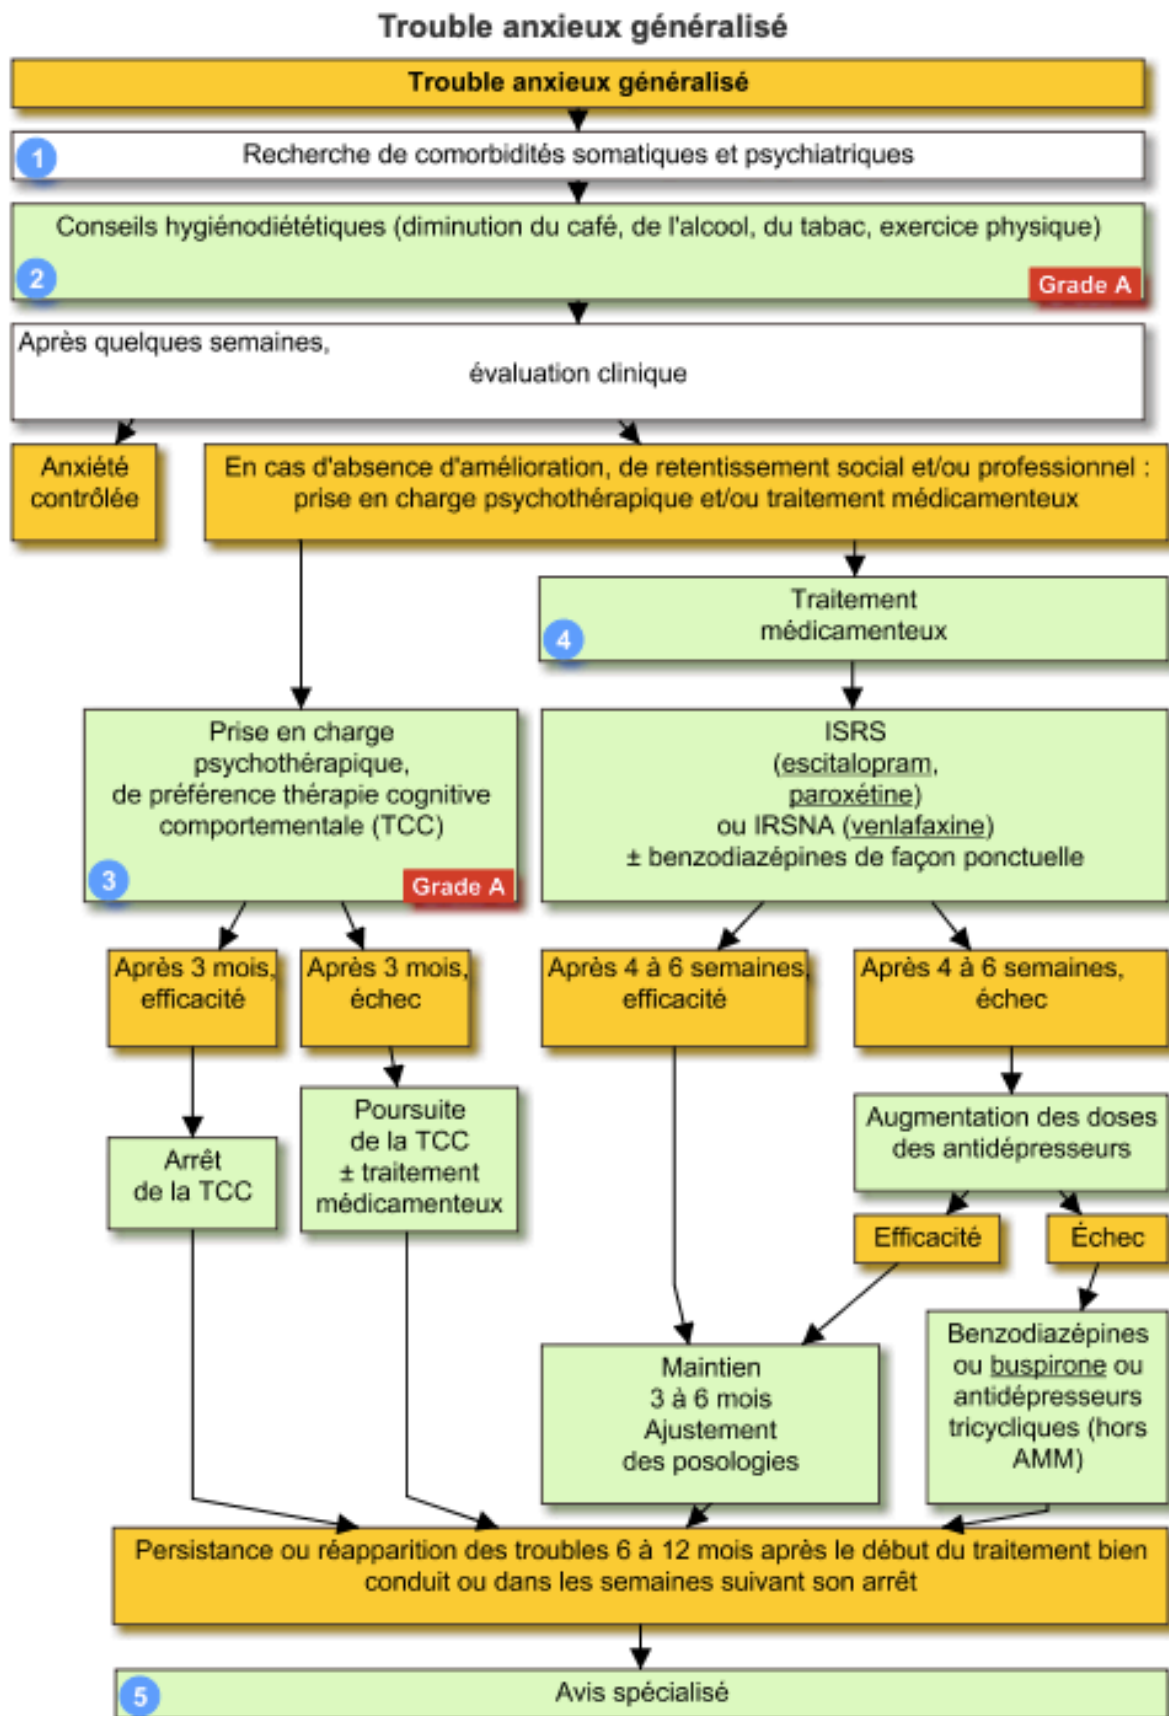 Trouble anxieux généralisé
Trouble anxieux généralisé
1
Recherche de comorbidités somatiques et psychiatriques
Conseils hygiénodiététiques (diminution du café, de l'alcool, du tabac, exercice physique)
2
Grade A
Après quelques semaines,
évaluation clinique
Anxiété
contrôlée
En cas d'absence d'amélioration, de retentissement social et/ou professionnel :
prise en charge psychothérapique et/ou traitement médicamenteux
Traitement
médicamenteux
4
Prise en charge
psychothérapique,
de préférence thérapie cognitive
comportementale (TCC)
3
Grade A
ISRS
(escitalopram,
paroxétine)
ou IRSNA (venlafaxine)
± benzodiazépines de façon ponctuelle
Après 3 mois,
efficacité
Après 3 mois,
échec
Après 4 à 6 semaines,
efficacité
Après 4 à 6 semaines,
échec
Arrêt
de la TCC
Poursuite
de la TCC
± traitement
médicamenteux
Augmentation des doses
des antidépresseurs
Efficacité
Échec
Maintien
3 à 6 mois
Ajustement
des posologies
Benzodiazépines
ou buspirone ou
antidépresseurs
tricycliques (hors
AMM)
Persistance ou réapparition des troubles 6 à 12 mois après le début du traitement bien
conduit ou dans les semaines suivant son arrêt
5
Avis spécialisé